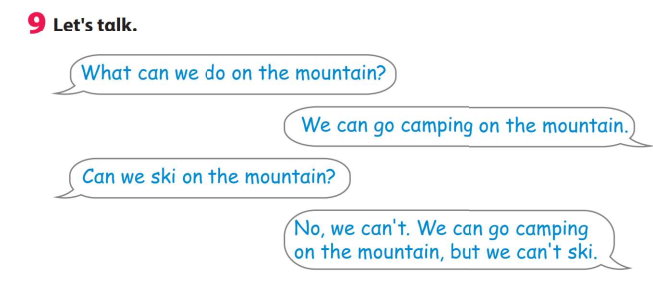 9 Let's talk.
What can we do on the mountain?
We can go camping on the mountain.
Can we ski on the mountain?
No, we can't. We can go camping
on the mountain, but we can't ski.